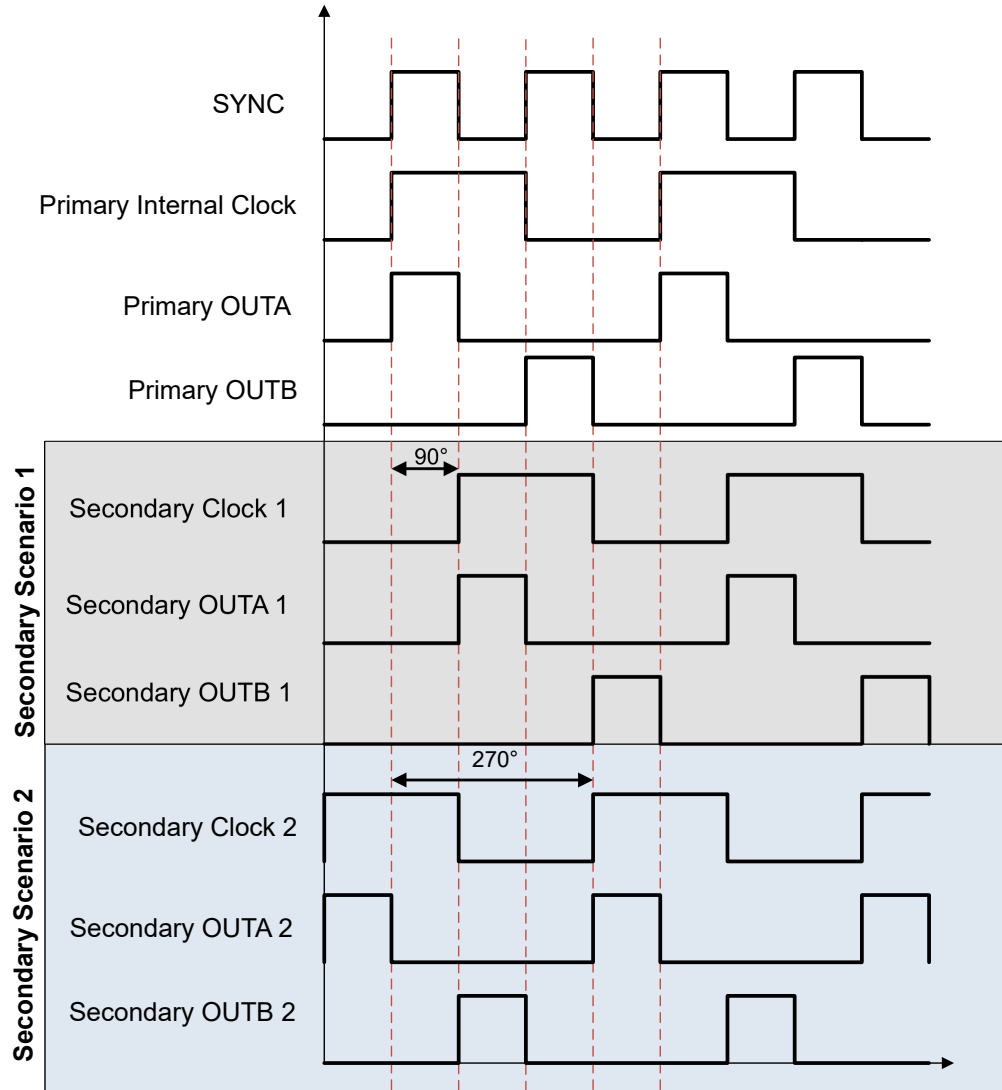 SYNC
Primary Internal Clock
Primary OUTA
Primary OUTB
Secondary Scenario 1
90°
Secondary Clock 1
Secondary OUTA 1
Secondary OUTB 1
Secondary Scenario 2
270°
Secondary Clock 2
Secondary OUTA 2
Secondary OUTB 2